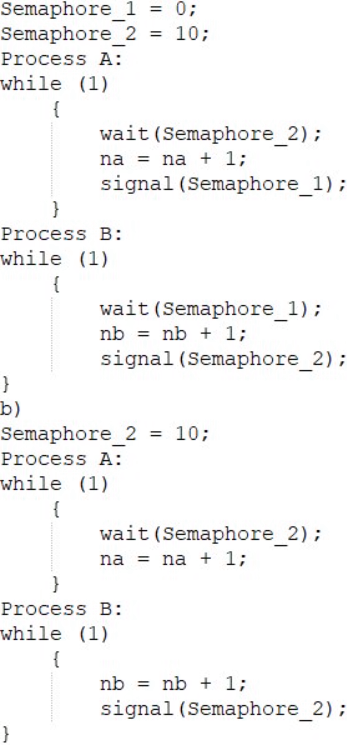 Semaphore_1 = 0;
Semaphore_2 = 10;
Process A:
while (1)
{
wait(Semaphore_2);
na = na + 1;
signal(Semaphore_1);
}
Process B:
while (1)
{
wait(Semaphore_1);
nb = nb + 1;
signal(Semaphore_2);
}
b)
Semaphore_2 = 10;
Process A:
while (1)
{
wait(Semaphore_2);
na = na + 1;
}
Process B:
while (1)
{
nb = nb + 1;
signal(Semaphore_2);
}